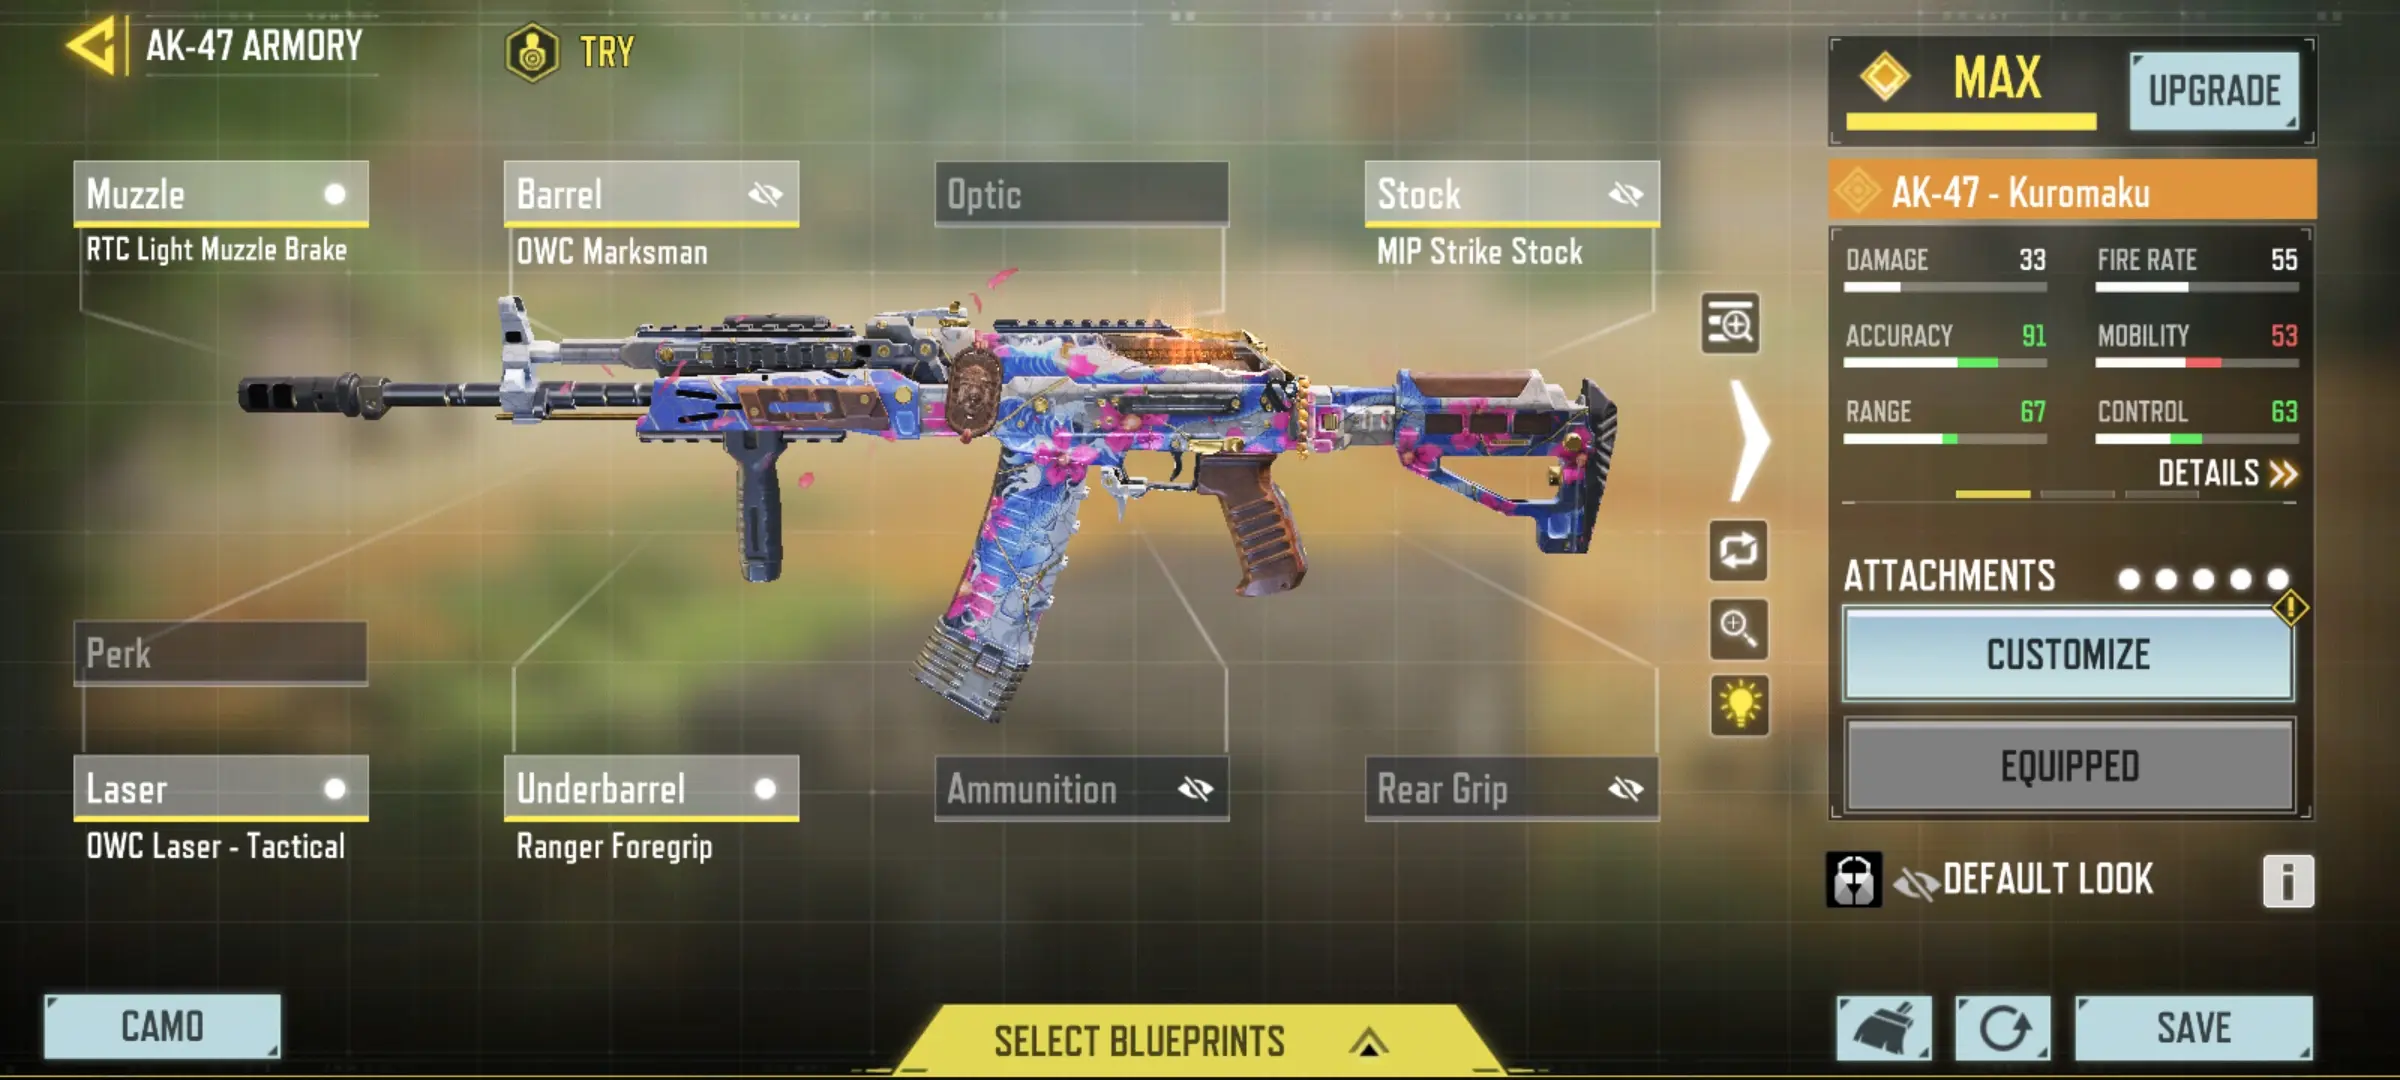 AK-47 ARMORY
TRY
MAX
UPGRADE
Muzzle
RTC Light Muzzle Brake
Barrel
OWC Marksman
Optic
Stock
MIP Strike Stock
AK-47 - Kuromaku
DAMAGE 33
FIRE RATE 55
ACCURACY 91
MOBILITY 53
RANGE 67
CONTROL 63
DETAILS
ATTACHMENTS
CUSTOMIZE
EQUIPPED
Perk
Laser
OWC Laser - Tactical
Underbarrel
Ranger Foregrip
Ammunition
Rear Grip
DEFAULT LOOK
i
CAMO
SELECT BLUEPRINTS
SAVE